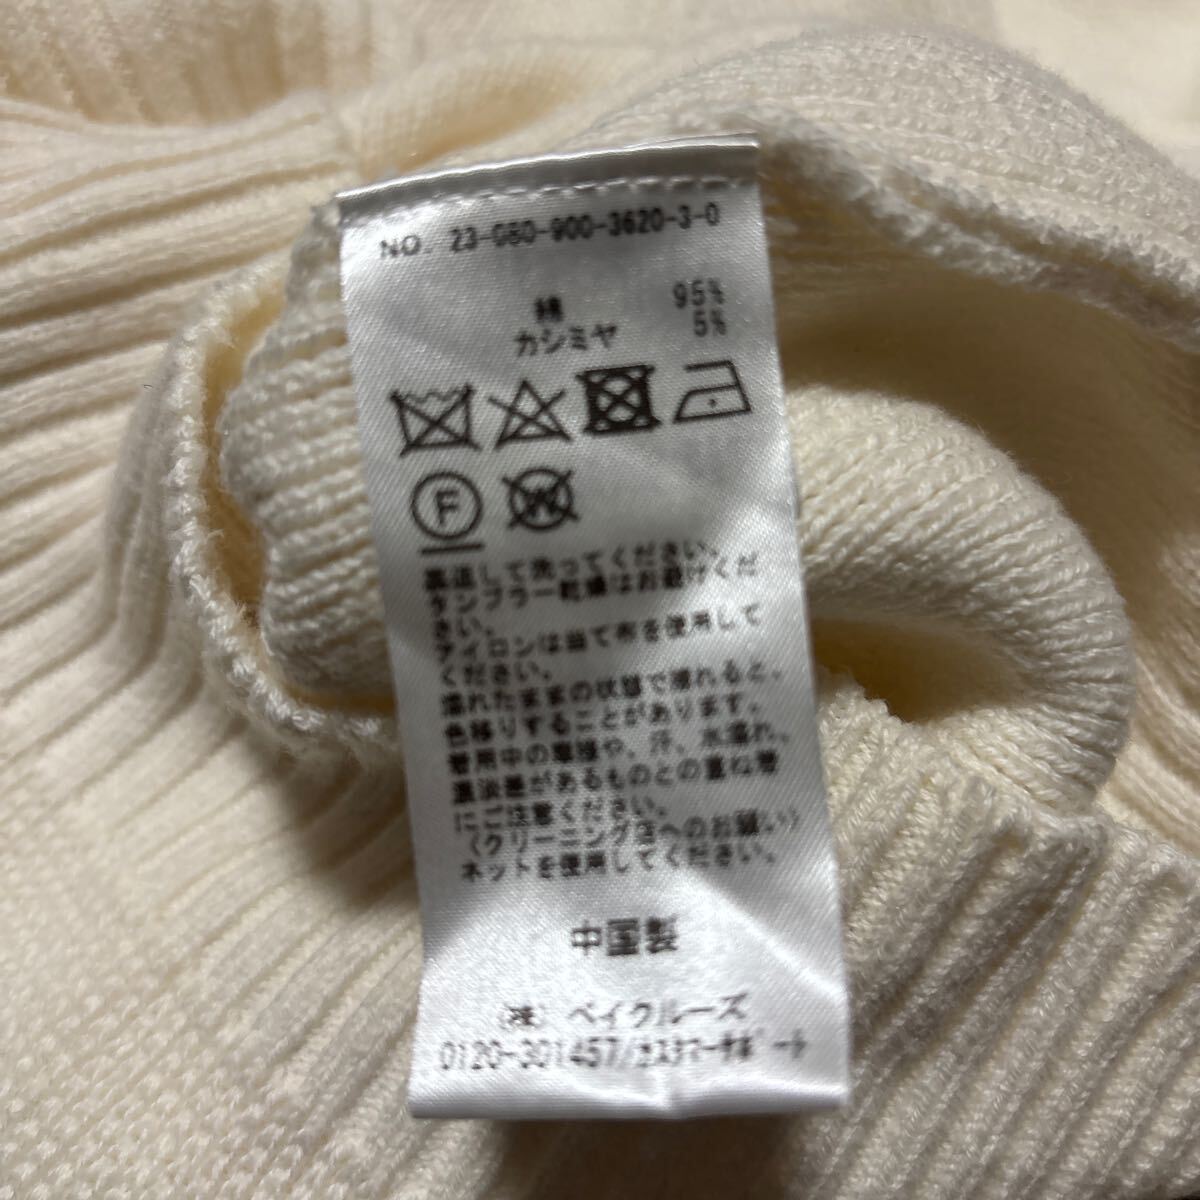 NO. 23-080-900-3620-3-0
綿 95%
カシミヤ 5%
F
W
裏返して洗ってください。
タンブラー乾燥はお避けくだ
さい。
アイロンは当て布を使用して
ください。
濡れたままの状態で擦れると、
色移りすることがあります。
着用中の摩擦や、汗、水濡れ、
濃淡差があるものとの重ね着
にご注意ください。
〈クリーニング店へのお願い〉
ネットを使用してください。
中国製
(株) ベイクルーズ
0120-301457/カスタマーサポート